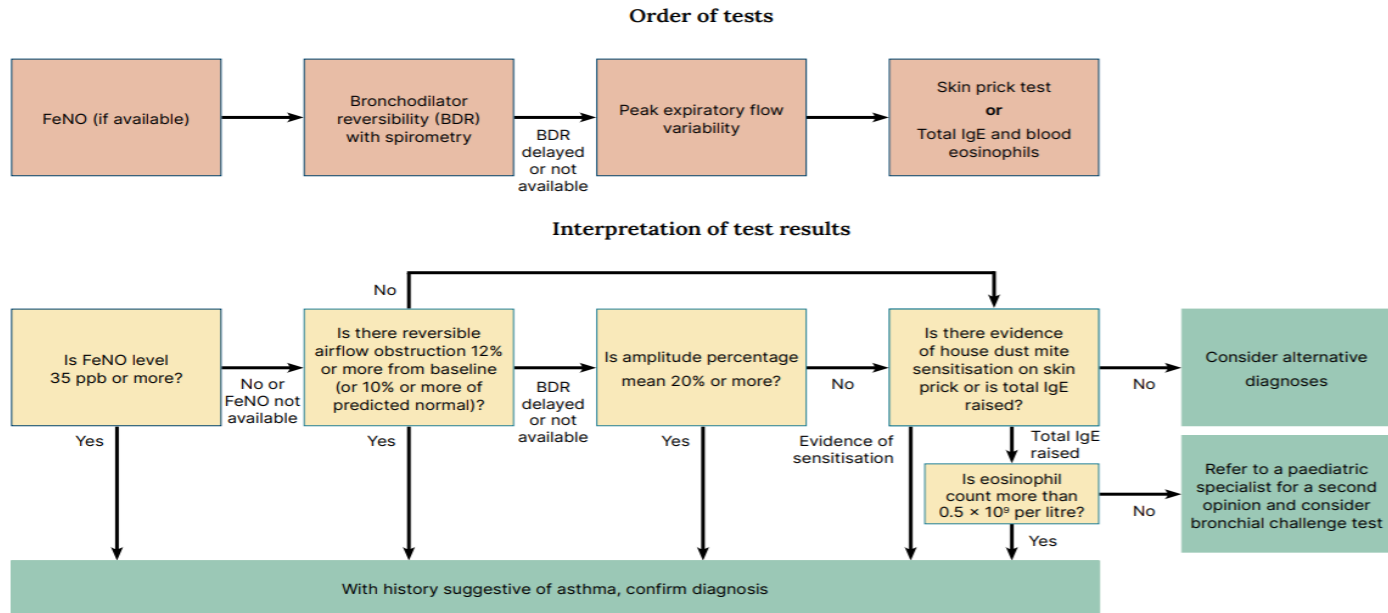 Order of tests
FeNO (if available)
Bronchodilator
reversibility (BDR)
with spirometry
BDR
delayed
or not
available
Peak expiratory flow
variability
Skin prick test
or
Total IgE and blood
eosinophils
Interpretation of test results
No
Is FeNO level
35 ppb or more?
No or
FeNO not
available
Yes
Is there reversible
airflow obstruction 12%
or more from baseline
(or 10% or more of
predicted normal)?
BDR
delayed
or not
available
Yes
Is amplitude percentage
mean 20% or more?
No
Yes
Is there evidence
of house dust mite
sensitisation on skin
prick or is total IgE
raised?
No
Consider alternative
diagnoses
Evidence of
sensitisation
Total IgE
raised
Is eosinophil
count more than
0.5 × 10⁹ per litre?
No
Yes
Refer to a paediatric
specialist for a second
opinion and consider
bronchial challenge test
With history suggestive of asthma, confirm diagnosis